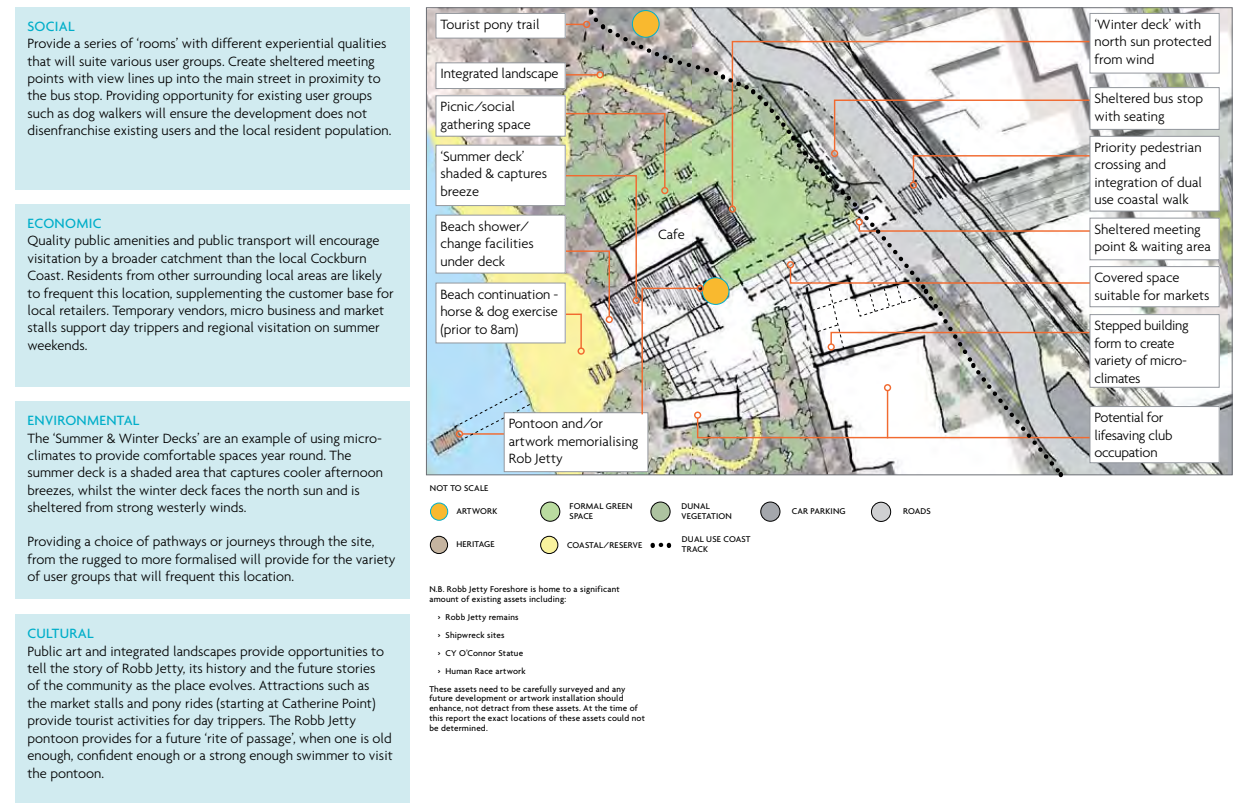 SOCIAL
Provide a series of ‘rooms’ with different experiential qualities
that will suite various user groups. Create sheltered meeting
points with view lines up into the main street in proximity to
the bus stop. Providing opportunity for existing user groups
such as dog walkers will ensure the development does not
disenfranchise existing users and the local resident population.
ECONOMIC
Quality public amenities and public transport will encourage
visitation by a broader catchment than the local Cockburn
Coast. Residents from other surrounding local areas are likely
to frequent this location, supplementing the customer base for
local retailers. Temporary vendors, micro business and market
stalls support day trippers and regional visitation on summer
weekends.
ENVIRONMENTAL
The ‘Summer & Winter Decks’ are an example of using micro-
climates to provide comfortable spaces year round. The
summer deck is a shaded area that captures cooler afternoon
breezes, whilst the winter deck faces the north sun and is
sheltered from strong westerly winds.
Providing a choice of pathways or journeys through the site,
from the rugged to more formalised will provide for the variety
of user groups that will frequent this location.
CULTURAL
Public art and integrated landscapes provide opportunities to
tell the story of Robb Jetty, its history and the future stories
of the community as the place evolves. Attractions such as
the market stalls and pony rides (starting at Catherine Point)
provide tourist activities for day trippers. The Robb Jetty
pontoon provides for a future ‘rite of passage’, when one is old
enough, confident enough or a strong enough swimmer to visit
the pontoon.
Tourist pony trail
Integrated landscape
Picnic/social
gathering space
‘Summer deck’
shaded & captures
breeze
Beach shower/
change facilities
under deck
Beach continuation -
horse & dog exercise
(prior to 8am)
Pontoon and/or
artwork memorialising
Rob Jetty
Cafe
‘Winter deck’ with
north sun protected
from wind
Sheltered bus stop
with seating
Priority pedestrian
crossing and
integration of dual
use coastal walk
Sheltered meeting
point & waiting area
Covered space
suitable for markets
Stepped building
form to create
variety of micro-
climates
Potential for
lifesaving club
occupation
NOT TO SCALE
ARTWORK
FORMAL GREEN
SPACE
DUNAL
VEGETATION
CAR PARKING
ROADS
HERITAGE
COASTAL/RESERVE
DUAL USE COAST
TRACK
N.B. Robb Jetty Foreshore is home to a significant
amount of existing assets including:
› Robb Jetty remains
› Shipwreck sites
› CY O'Connor Statue
› Human Race artwork
These assets need to be carefully surveyed and any
future development or artwork installation should
enhance, not detract from these assets. At the time of
this report the exact locations of these assets could not
be determined.